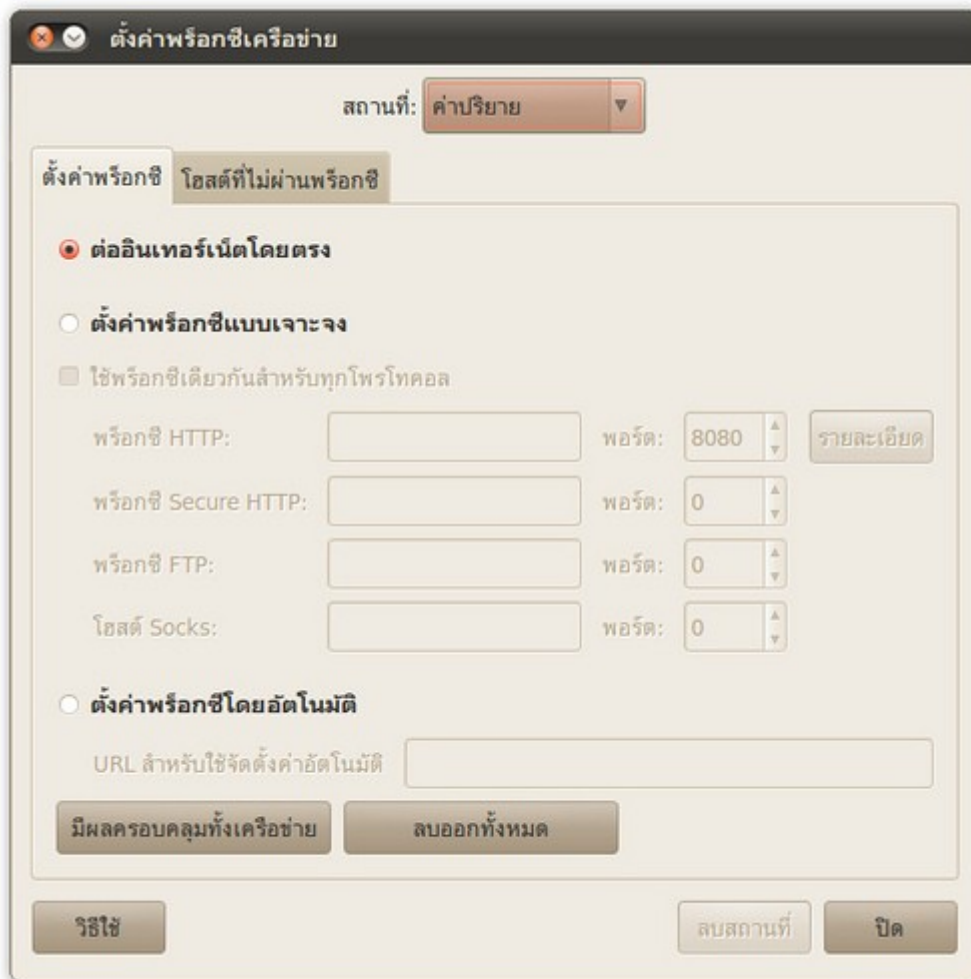 ตั้งค่าพร็อกซีเครือข่าย
สถานที่: ค่าปริยาย
ตั้งค่าพร็อกซี โฮสต์ที่ไม่ผ่านพร็อกซี
ต่ออินเทอร์เน็ตโดยตรง
ตั้งค่าพร็อกซีแบบเจาะจง
ใช้พร็อกซีเดียวกันสำหรับทุกโพรโทคอล
พร็อกซี HTTP: พอร์ต: 8080 รายละเอียด
พร็อกซี Secure HTTP: พอร์ต: 0
พร็อกซี FTP: พอร์ต: 0
โฮสต์ Socks: พอร์ต: 0
ตั้งค่าพร็อกซีโดยอัตโนมัติ
URL สำหรับใช้จัดตั้งค่าอัตโนมัติ
มีผลครอบคลุมทั้งเครือข่าย ลบออกทั้งหมด
วิธีใช้ ลบสถานที่ ปิด